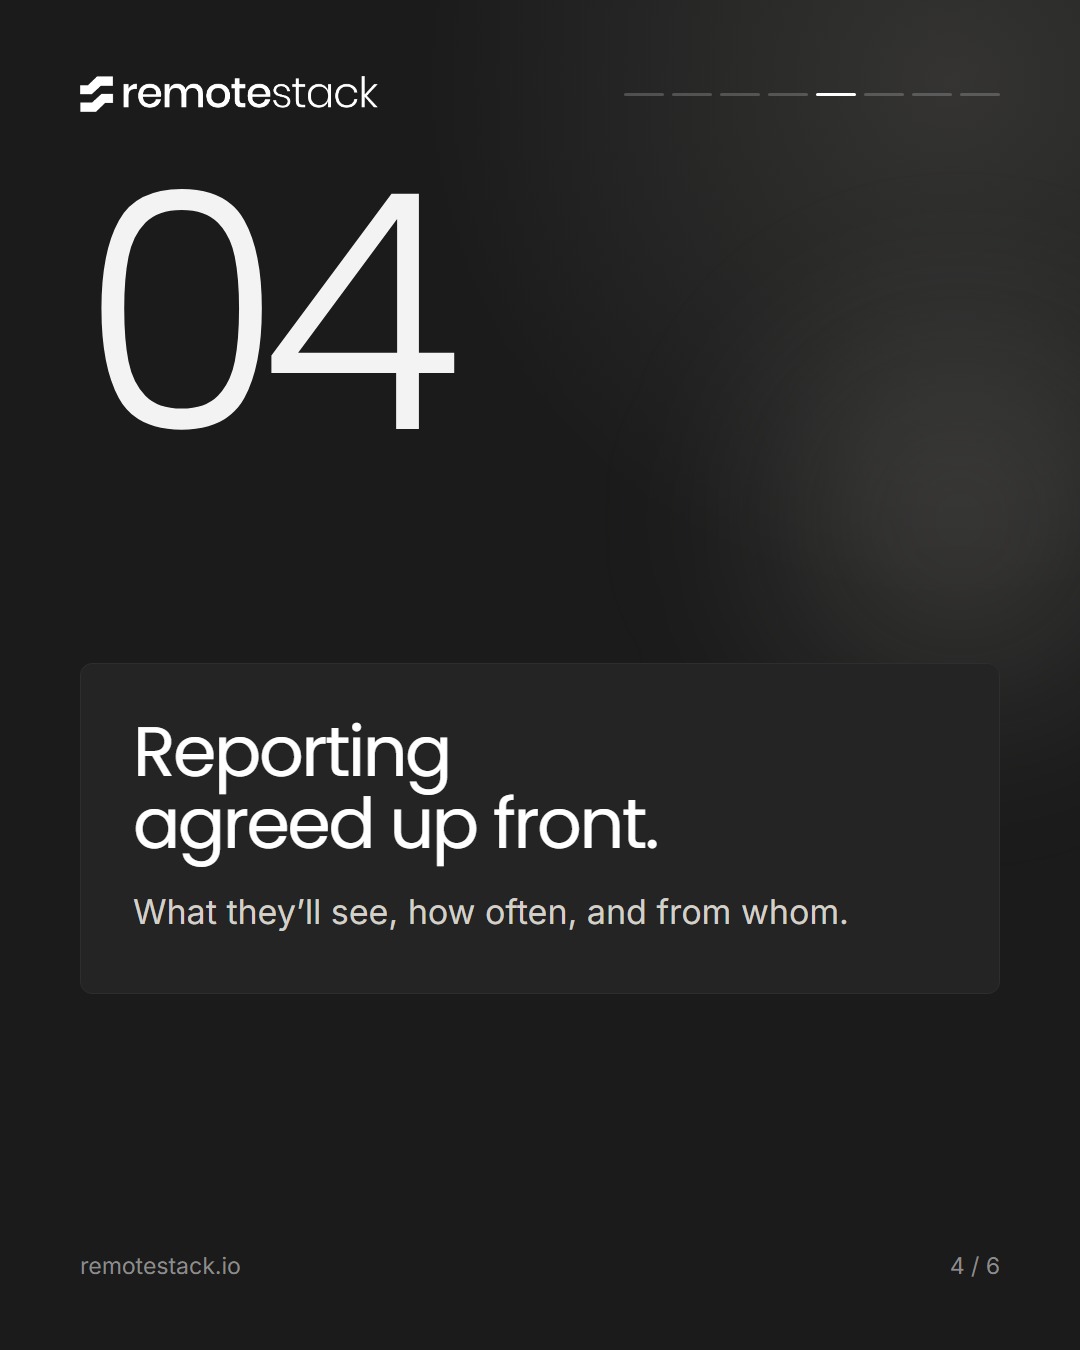 remotestack
04
Reporting
agreed up front.
What they’ll see, how often, and from whom.
remotestack.io
4 / 6